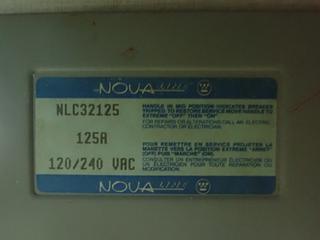 NOVA LINE
NLC32125
125A
120/240 VAC
HANDLE IN MID POSITION INDICATES BREAKER
TRIPPED TO RESTORE SERVICE MOVE HANDLE TO
EXTREME "OFF" THEN "ON"
FOR REPAIRS OR ALTERATIONS CALL AN ELECTRIC
CONTRACTOR OR ELECTRICIAN.
POUR REMETTRE EN SERVICE PROJETER LA
MANETTE VERS LA POSITION EXTREME "ARRET"
(OFF) PUIS "MARCHE" (ON).
CONSULTER UN ENTREPRENEUR ÉLECTRICIEN OU
ELECTRICIEN POUR TOUTE REPARATION OU
MODIFICATION.
NOVA LINE